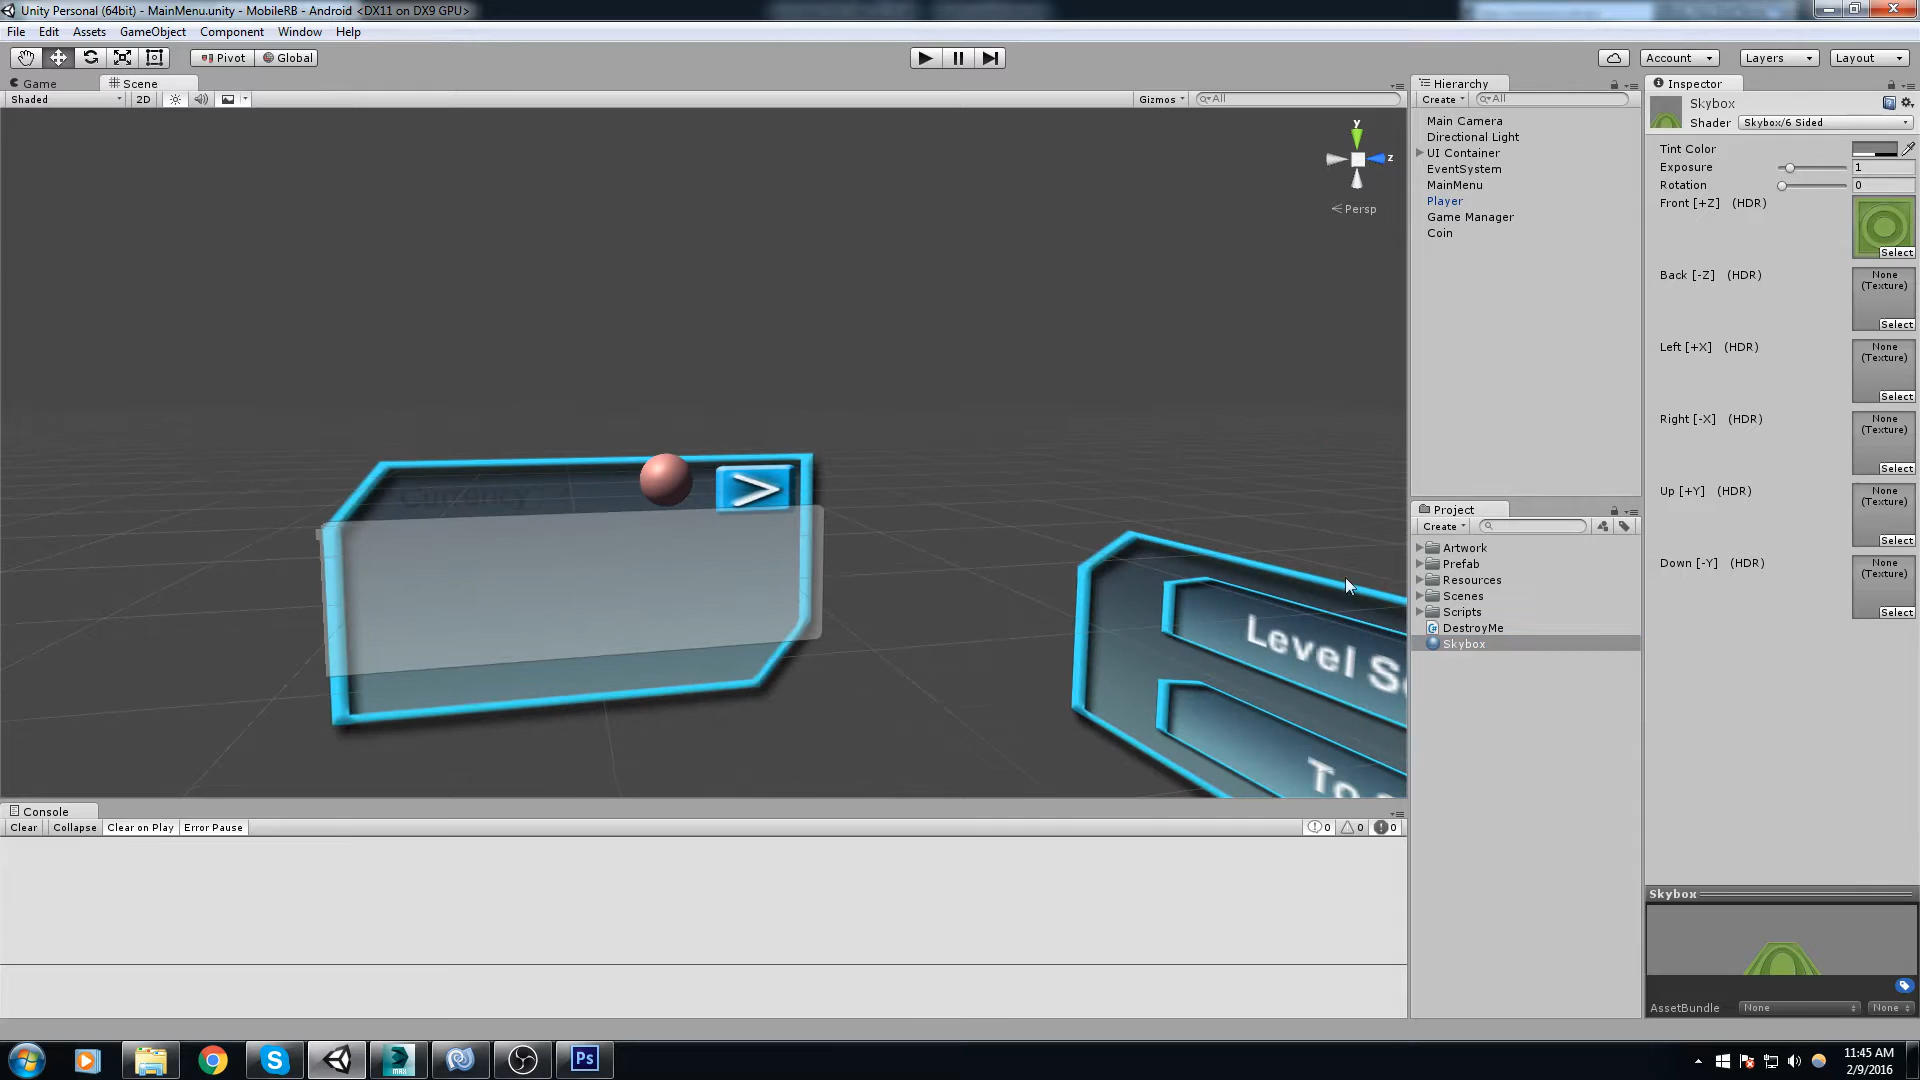 Unity Personal (64bit) - MainMenu.unity - MobileRB - Android <DX11 on DX9 GPU>
File Edit Assets GameObject Component Window Help
Pivot Global Account Layers Layout
Game Scene
Shaded 2D Gizmos All
Currency
>
Level S
To
y
z
Persp
Hierarchy
Create All
Main Camera
Directional Light
UI Container
EventSystem
MainMenu
Player
Game Manager
Coin
Project
Create
Artwork
Prefab
Resources
Scenes
Scripts
DestroyMe
Skybox
Inspector
Skybox
Shader Skybox/6 Sided
Tint Color
Exposure 1
Rotation 0
Front [+Z] (HDR)
Select
Back [-Z] (HDR) None (Texture)
Select
Left [+X] (HDR) None (Texture)
Select
Right [-X] (HDR) None (Texture)
Select
Up [+Y] (HDR) None (Texture)
Select
Down [-Y] (HDR) None (Texture)
Select
Skybox
AssetBundle None None
Console
Clear Collapse Clear on Play Error Pause 0 0 0
S MAX Ps
11:45 AM
2/9/2016